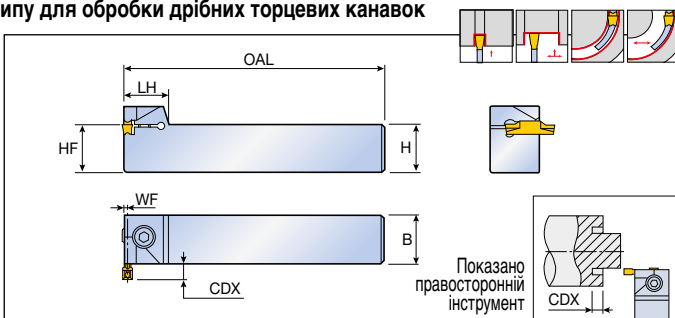 ипу для обробки дрібних торцевих канавок
OAL
LH
HF
H
WF
B
CDX
Показано
правосторонній
інструмент
CDX